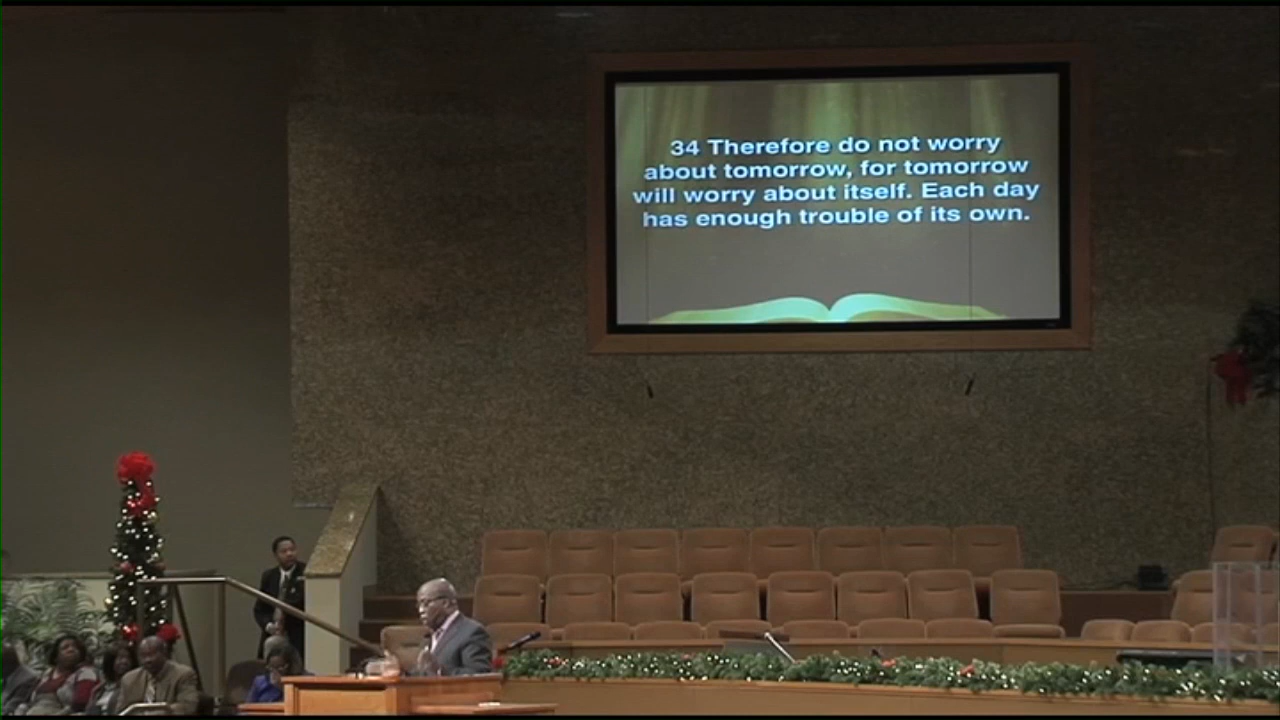 34 Therefore do not worry
about tomorrow, for tomorrow
will worry about itself. Each day
has enough trouble of its own.